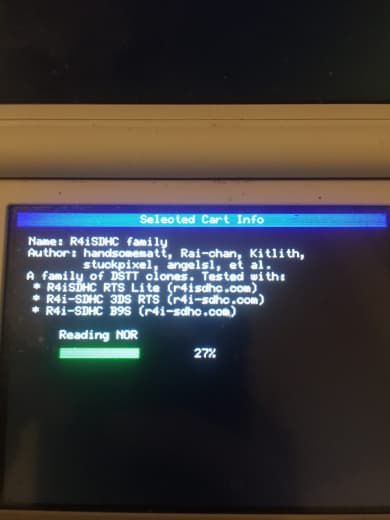 Selected Cart Info
Name: R4iSDHC family
Author: handsomematt, Rai-chan, Kitlith,
stuckpixel, angelsl, et al.
A family of DSTT clones. Tested with:
* R4iSDHC RTS Lite (r4isdhc.com)
* R4i-SDHC 3DS RTS (r4i-sdhc.com)
* R4i-SDHC B9S (r4i-sdhc.com)
Reading NOR
27%